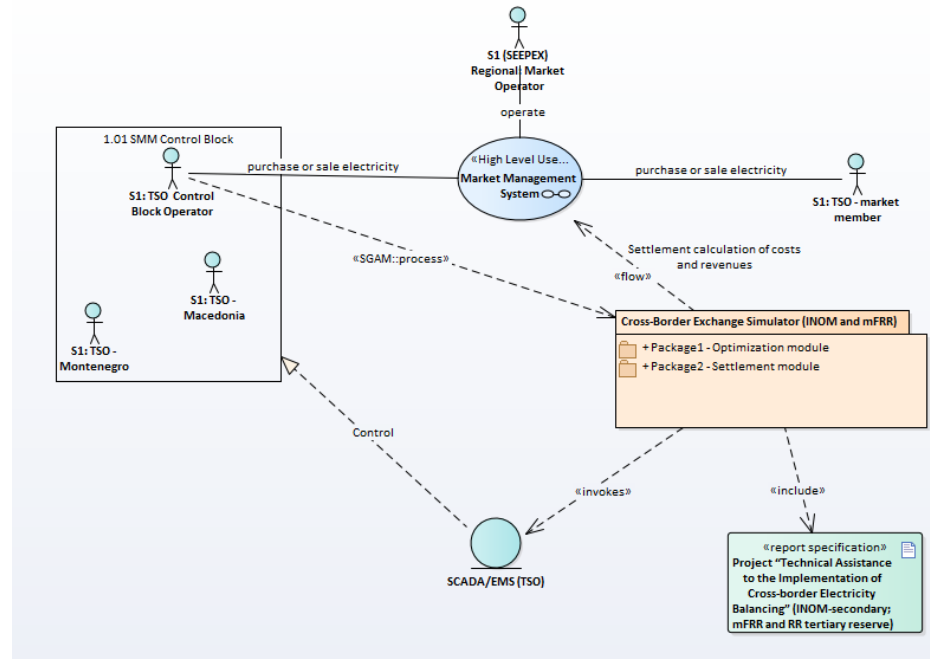 S1 (SEEPEX)
Regional: Market
Operator
operate
1.01 SMM Control Block
S1: TSO Control
Block Operator
purchase or sale electricity
«High Level Use...
Market Management
System
purchase or sale electricity
S1: TSO - market
member
«SGAM::process»
Settlement calculation of costs
and revenues
«flow»
S1: TSO -
Macedonia
S1: TSO -
Montenegro
Cross-Border Exchange Simulator (INOM and mFRR)
+ Package1 - Optimization module
+ Package2 - Settlement module
Control
«invokes»
«include»
SCADA/EMS (TSO)
«report specification»
Project “Technical Assistance
to the Implementation of
Cross-border Electricity
Balancing” (INOM-secondary;
mFRR and RR tertiary reserve)